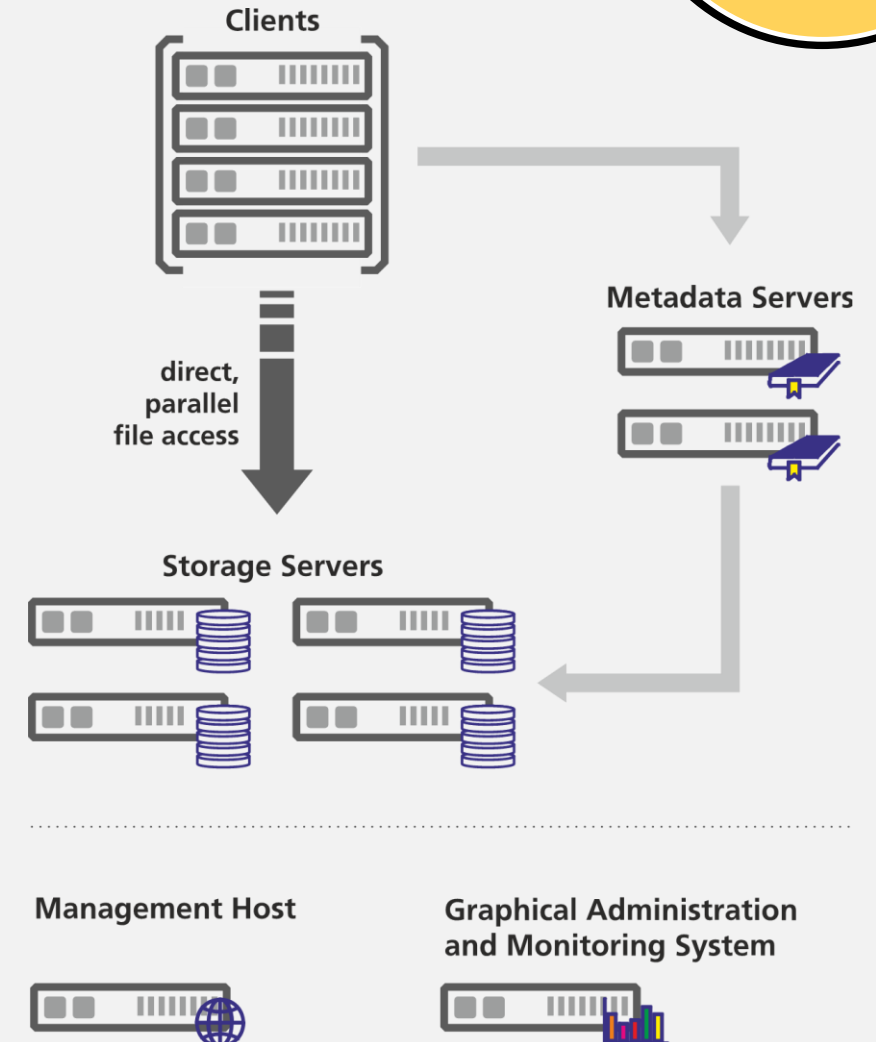 Clients
Metadata Servers
direct,
parallel
file access
Storage Servers
Management Host
Graphical Administration
and Monitoring System